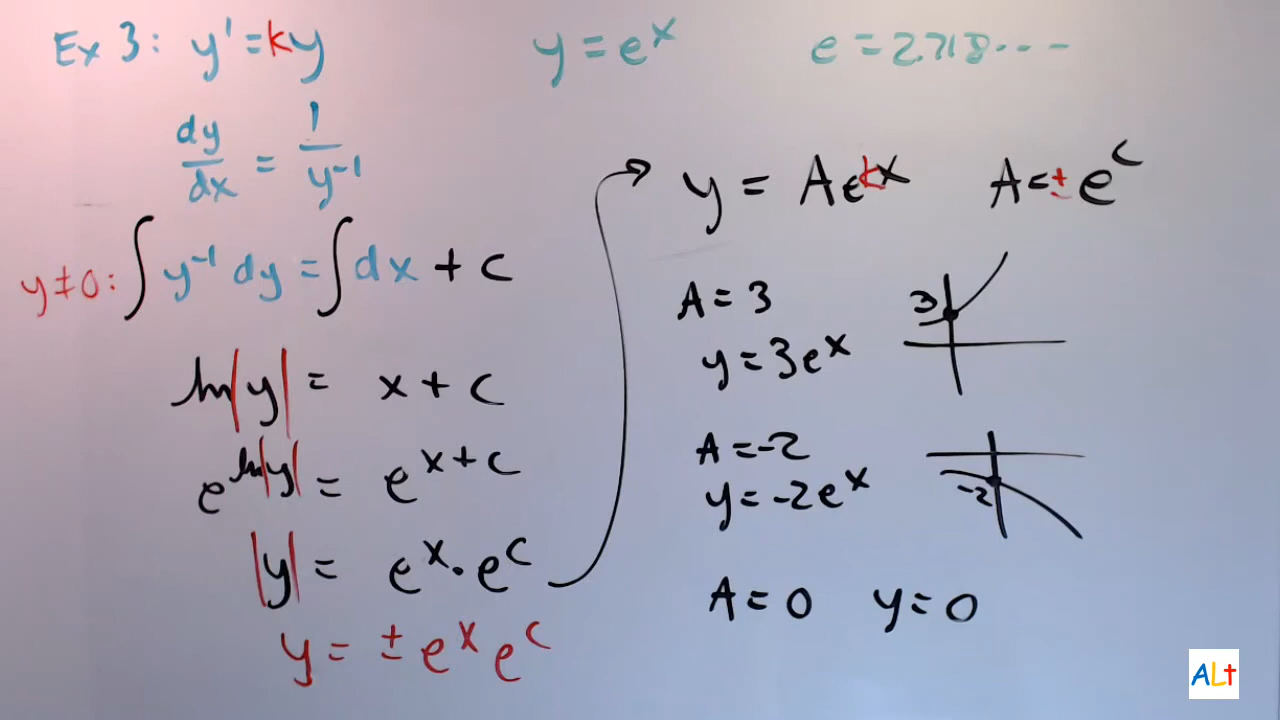 Ex 3: y' = ky
y = e^x
e = 2.718...---
dy/dx = 1/y^-1
y ≠ 0: ∫ y^-1 dy = ∫ dx + c
ln|y| = x + c
e^ln|y| = e^x+c
|y| = e^x · e^c
y = ± e^x e^c
y = Ae^kx
A = ± e^c
A = 3
y = 3e^x
3
A = -2
y = -2e^x
-2
A = 0 y = 0
ALt